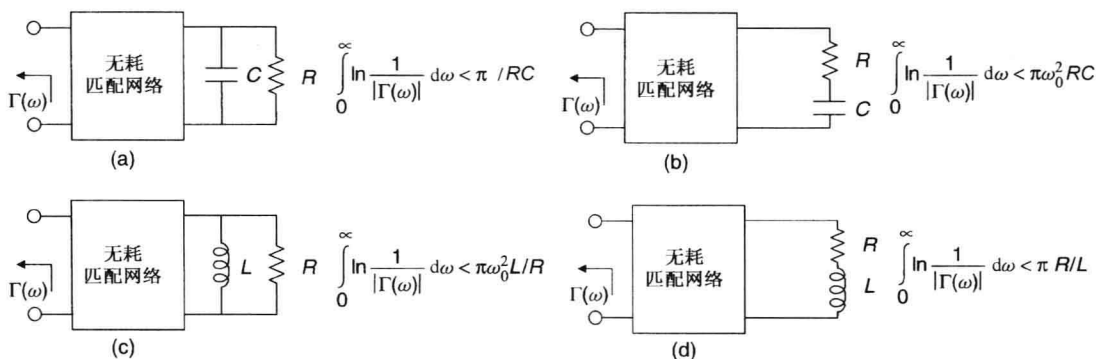 无耗
匹配网络
C
R
Γ(ω)
∫₀^∞ ln 1/|Γ(ω)| dω < π /RC
(a)
无耗
匹配网络
R
C
Γ(ω)
∫₀^∞ ln 1/|Γ(ω)| dω < πω₀²RC
(b)
无耗
匹配网络
L
R
Γ(ω)
∫₀^∞ ln 1/|Γ(ω)| dω < πω₀²L/R
(c)
无耗
匹配网络
R
L
Γ(ω)
∫₀^∞ ln 1/|Γ(ω)| dω < π R/L
(d)